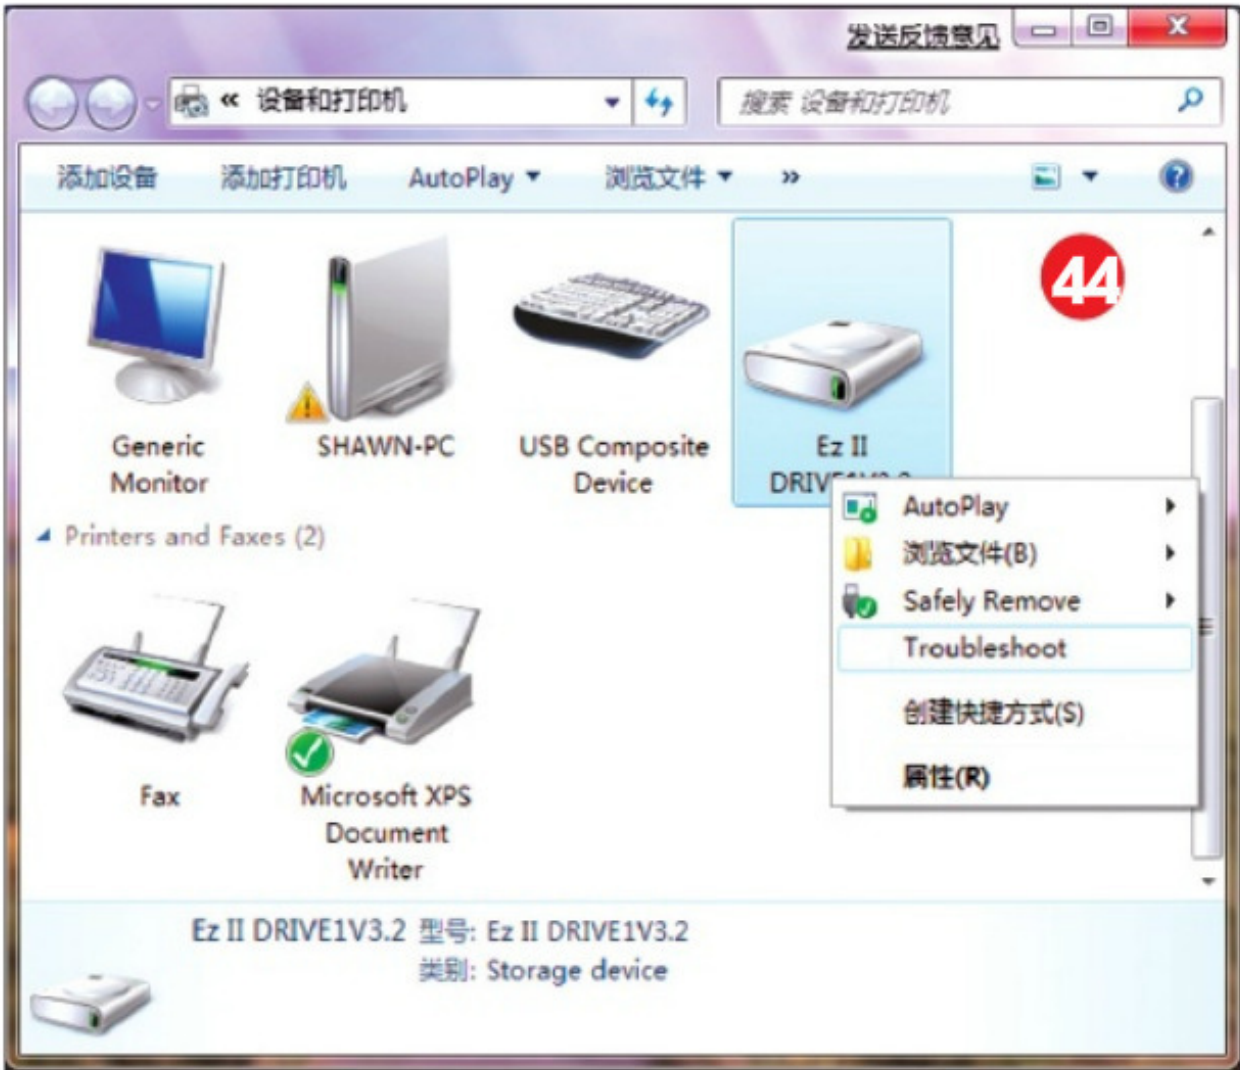 发送反馈意见
« 设备和打印机
搜索 设备和打印机
添加设备 添加打印机 AutoPlay 浏览文件 »
44
Generic
Monitor
SHAWN-PC
USB Composite
Device
Ez II
Printers and Faxes (2)
AutoPlay
浏览文件(B)
Safely Remove
Troubleshoot
创建快捷方式(S)
属性(R)
Fax
Microsoft XPS
Document
Writer
Ez II DRIVE1V3.2 型号: Ez II DRIVE1V3.2
类别: Storage device